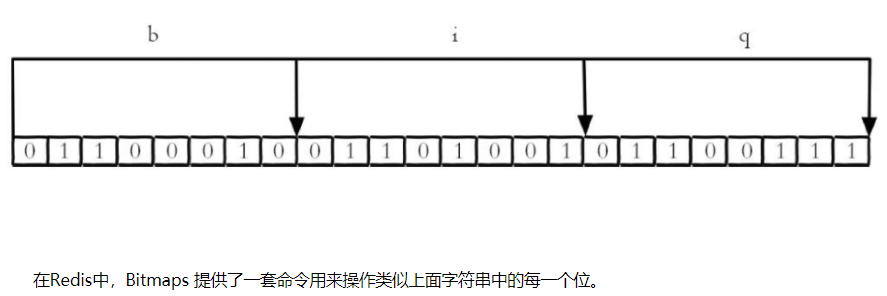 b i q
0 1 1 0 0 0 1 0 0 1 1 0 1 0 0 1 0 1 1 0 0 1 1 1
在Redis中，Bitmaps 提供了一套命令用来操作类似上面字符串中的每一个位。